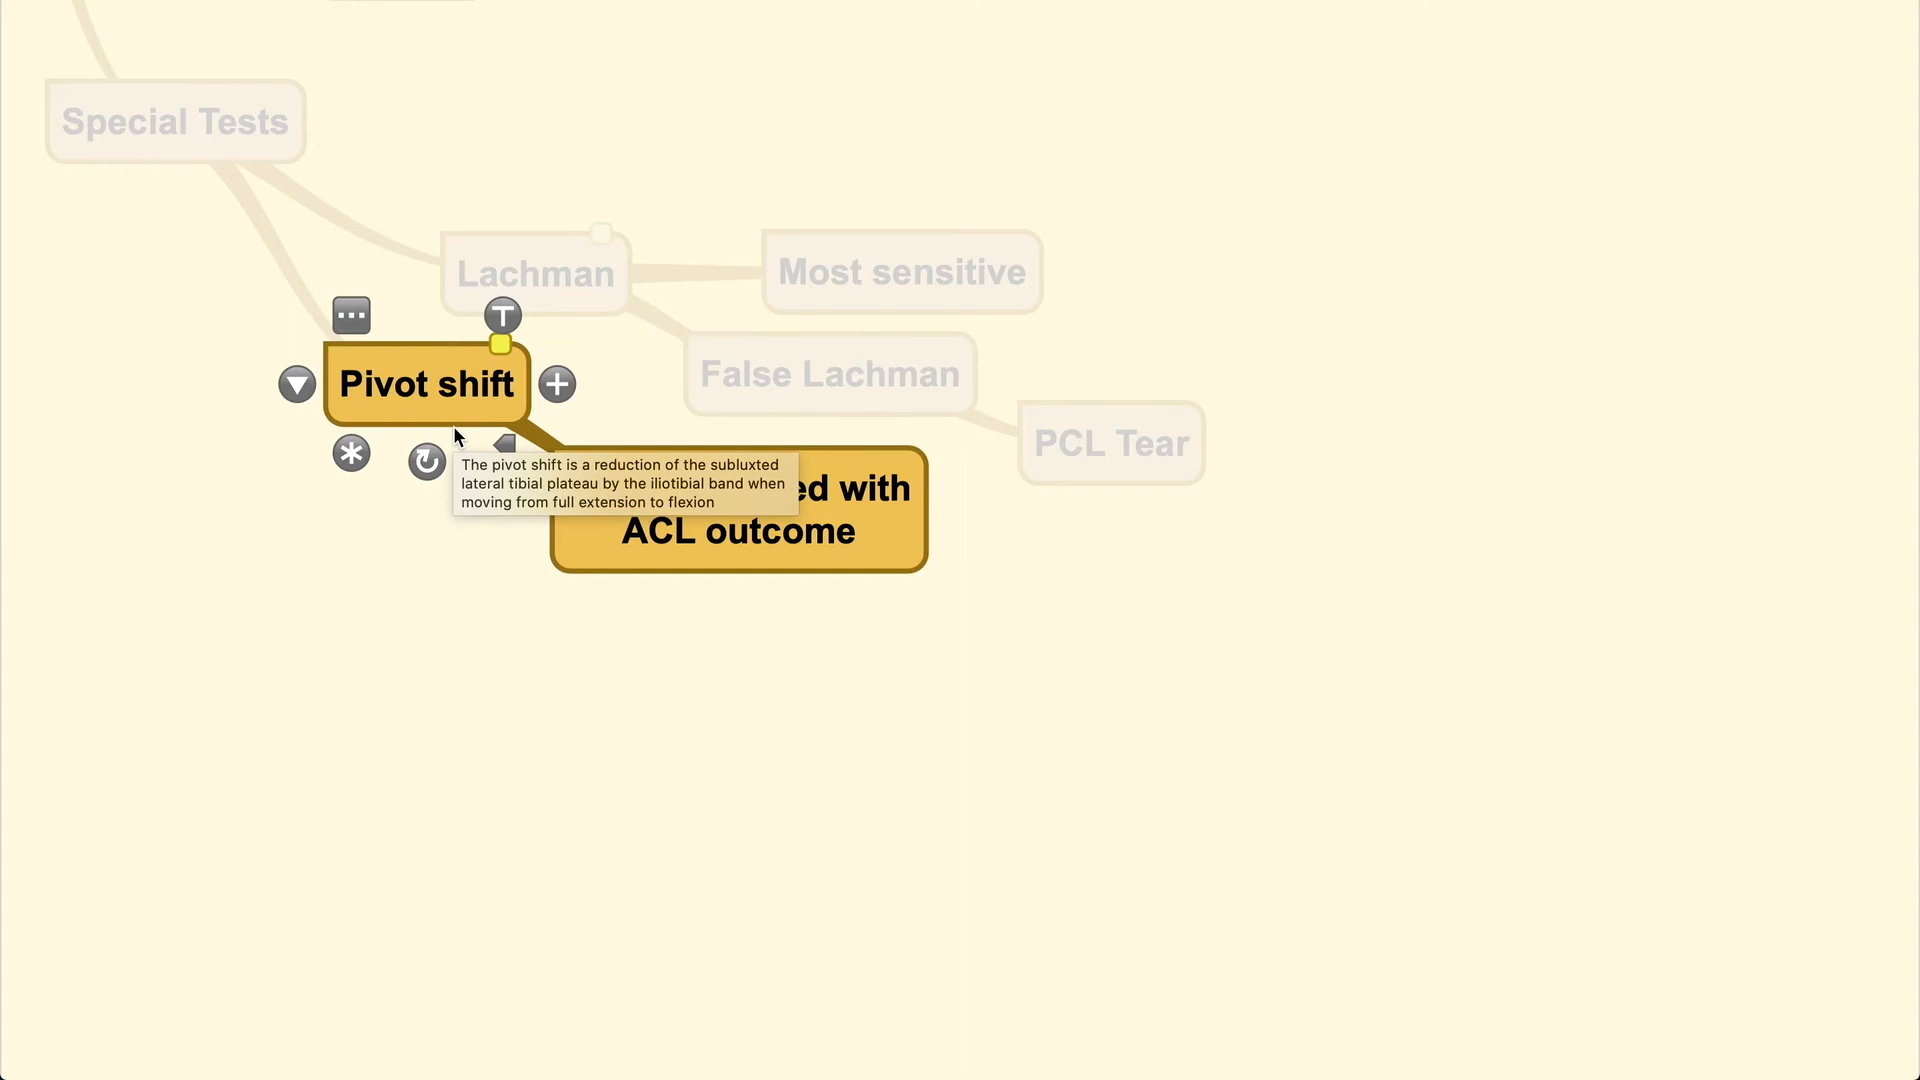 Special Tests
Lachman
Most sensitive
False Lachman
PCL Tear
Pivot shift
The pivot shift is a reduction of the subluxted
lateral tibial plateau by the iliotibial band when
moving from full extension to flexion
with
ACL outcome